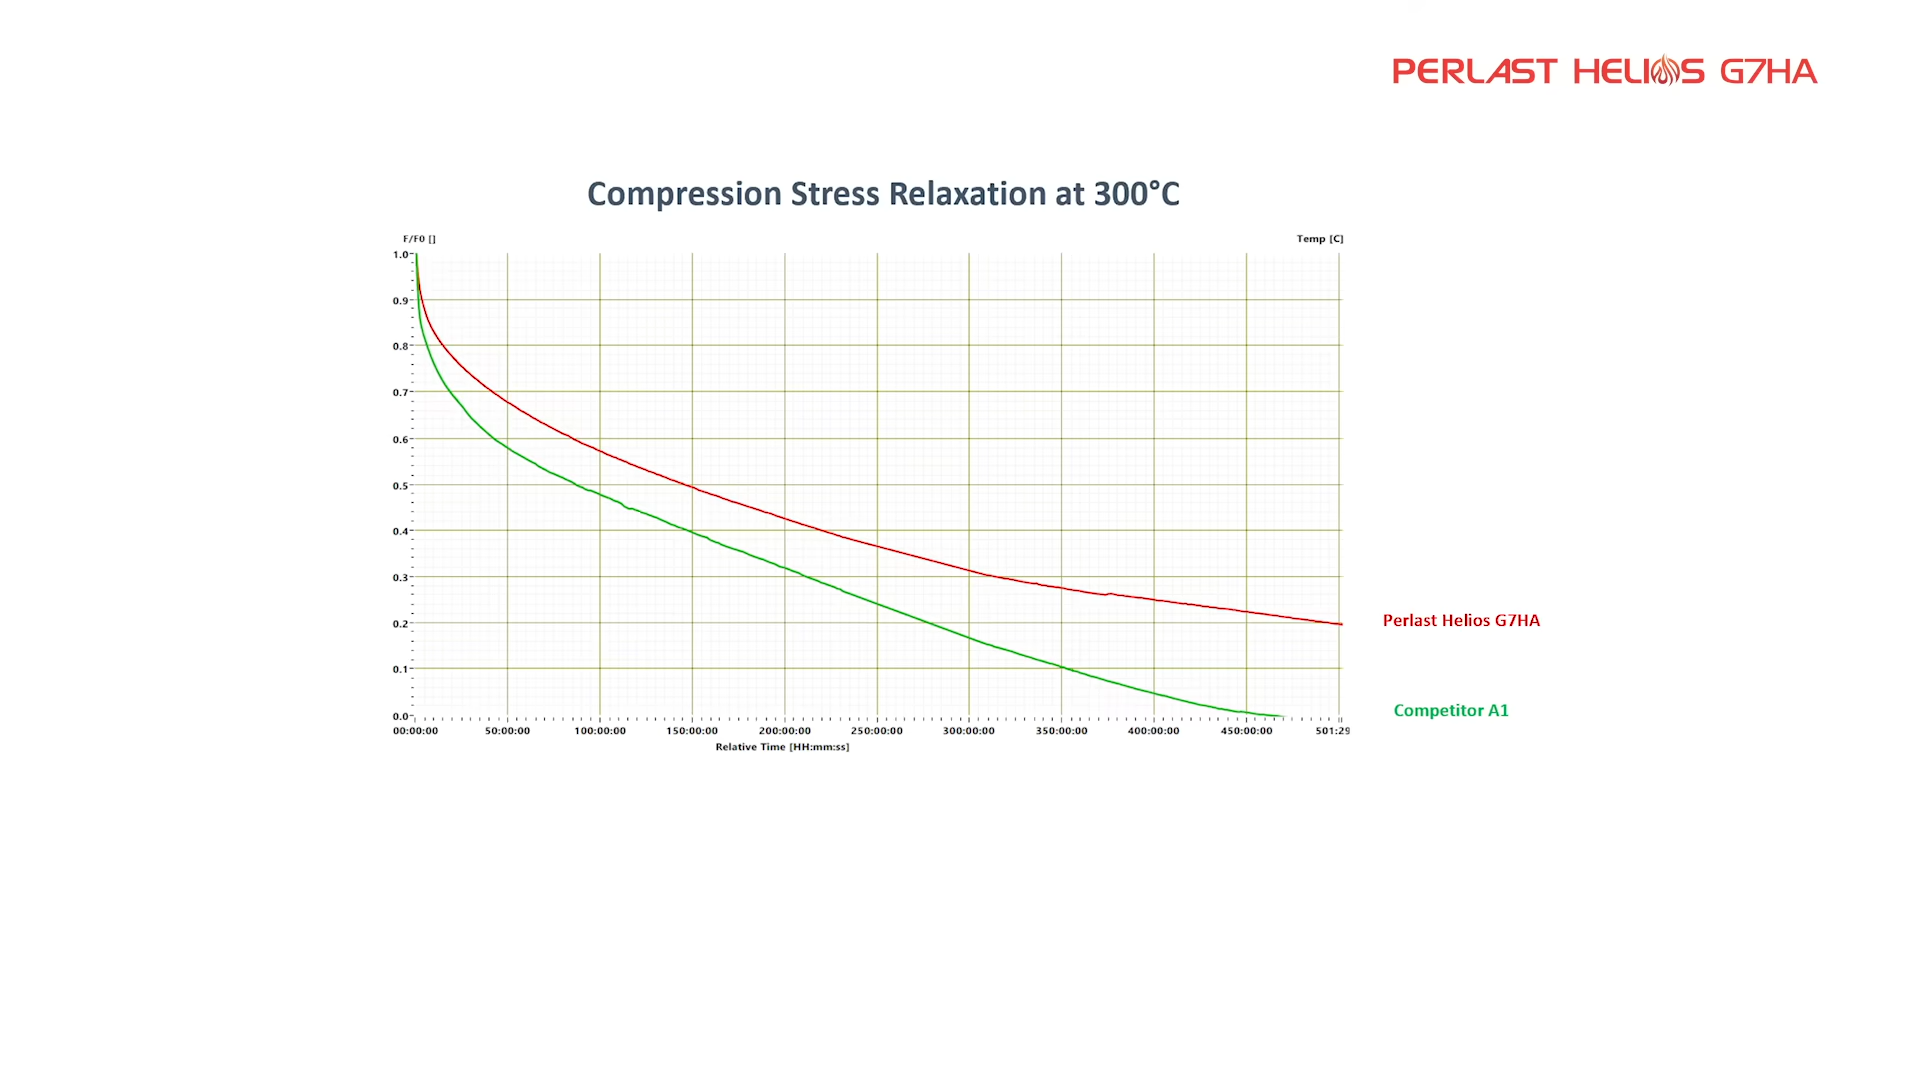 PERLAST HELIOS G7HA
Compression Stress Relaxation at 300°C
F/F0 []
Temp [C]
1.0
0.9
0.8
0.7
0.6
0.5
0.4
0.3
0.2
0.1
0.0
00:00:00 50:00:00 100:00:00 150:00:00 200:00:00 250:00:00 300:00:00 350:00:00 400:00:00 450:00:00 501:29
Relative Time [HH:mm:ss]
Perlast Helios G7HA
Competitor A1